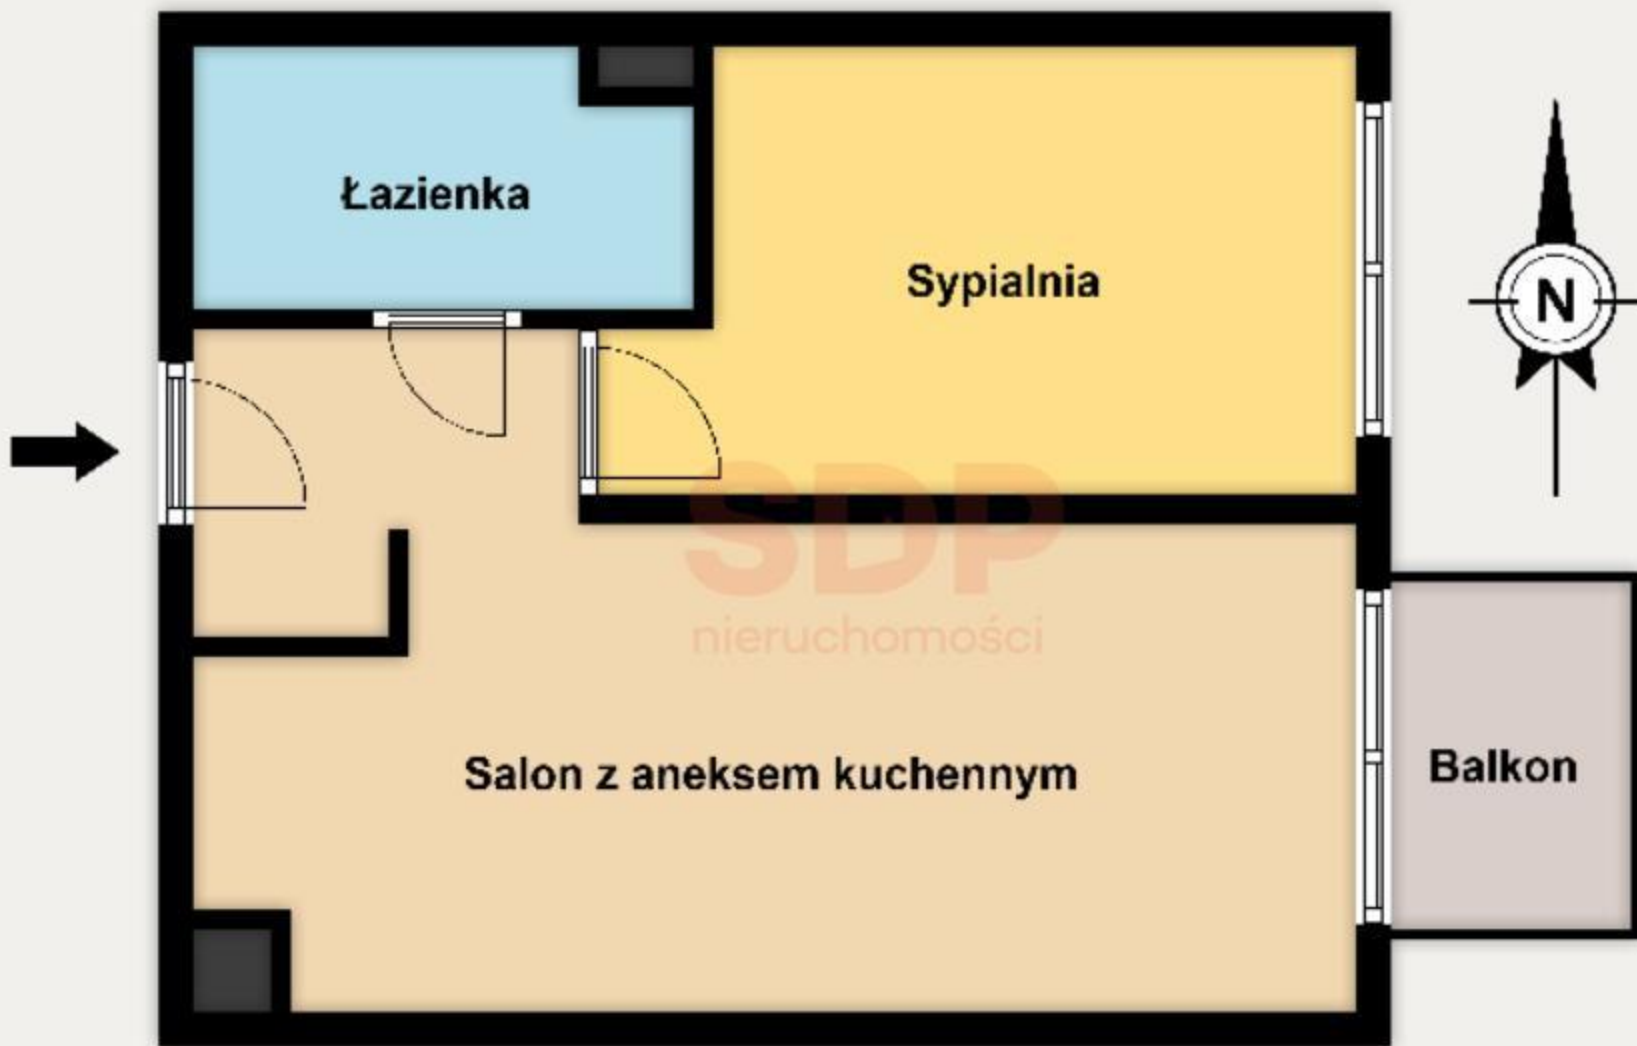 Łazienka
Sypialnia
N
SDP
nieruchomości
Salon z aneksem kuchennym
Balkon